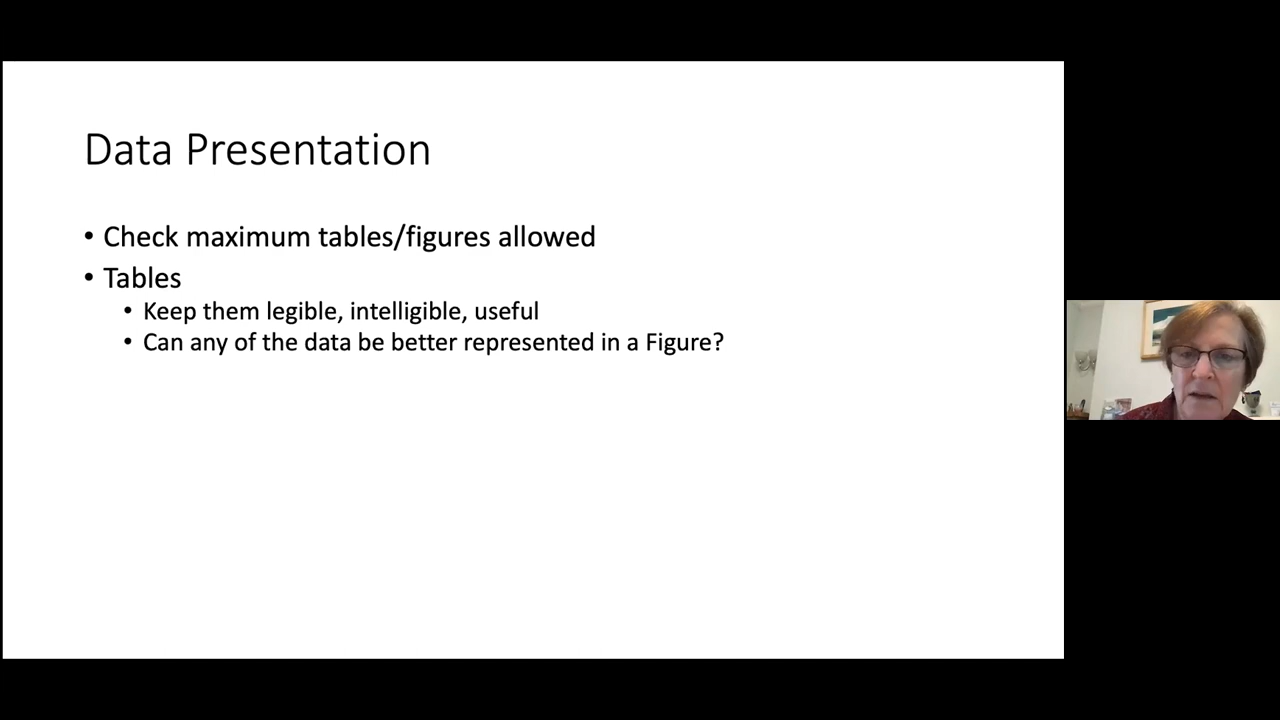 Data Presentation
• Check maximum tables/figures allowed
• Tables
• Keep them legible, intelligible, useful
• Can any of the data be better represented in a Figure?